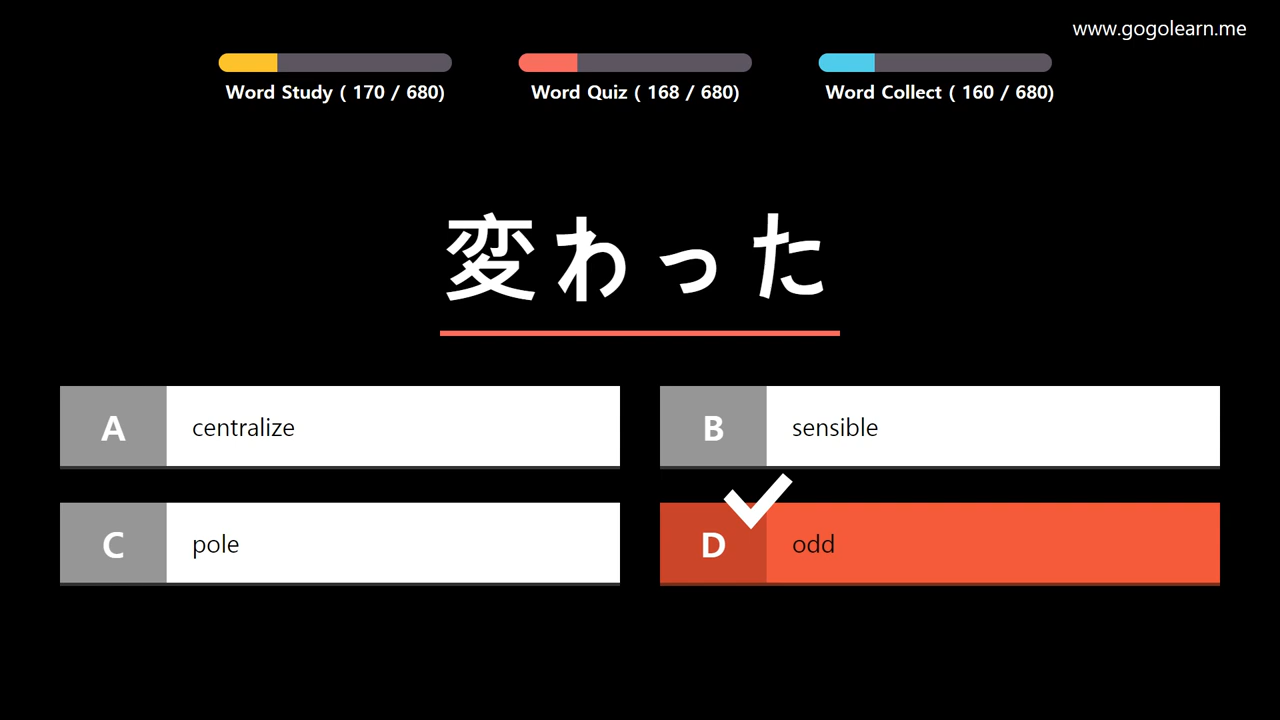 www.gogolearn.me
Word Study ( 170 / 680)
Word Quiz ( 168 / 680)
Word Collect ( 160 / 680)
変わった
A centralize
B sensible
C pole
D odd